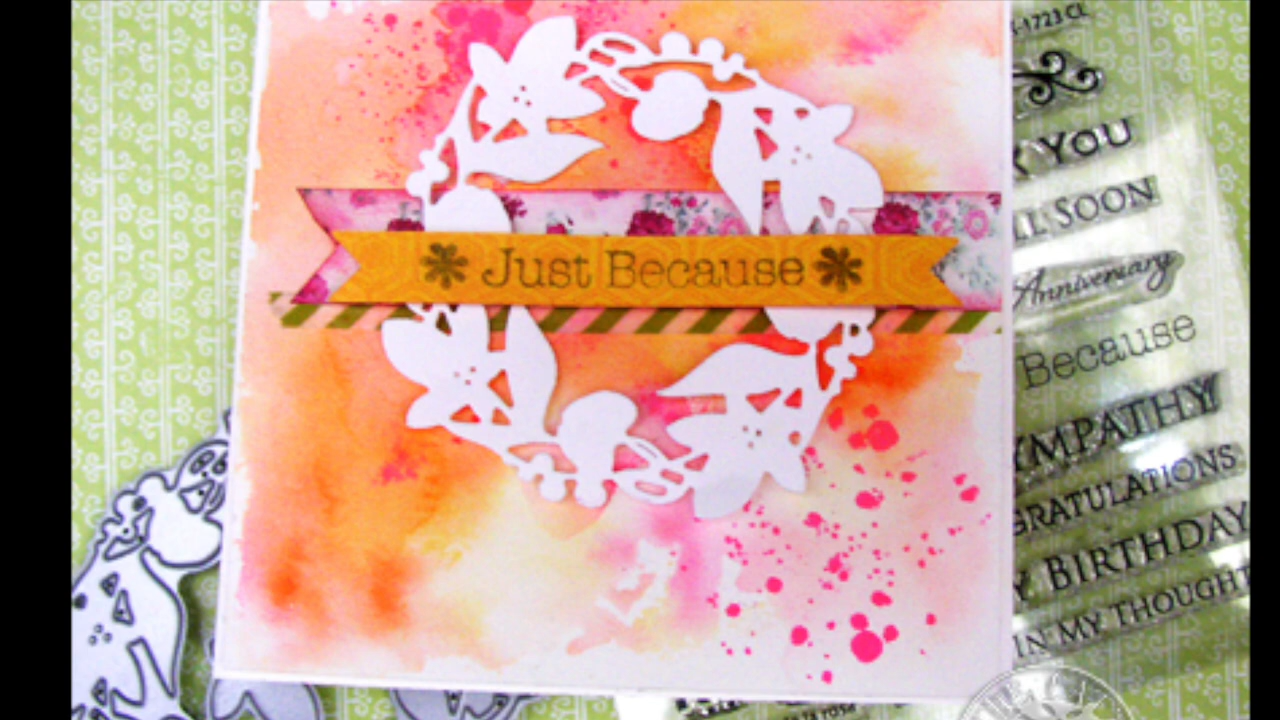 Just Because
YOU
SOON
Anniversary
Because
YMPATHY
GRATULATIONS
BIRTHDAY
IN MY THOUGHT